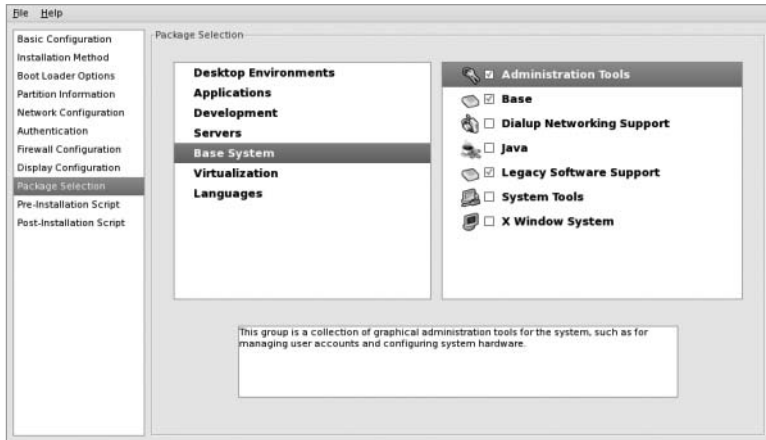 File Help
Basic Configuration
Installation Method
Boot Loader Options
Partition Information
Network Configuration
Authentication
Firewall Configuration
Display Configuration
Package Selection
Pre-Installation Script
Post-Installation Script
Package Selection
Desktop Environments
Applications
Development
Servers
Base System
Virtualization
Languages
Administration Tools
Base
Dialup Networking Support
Java
Legacy Software Support
System Tools
X Window System
This group is a collection of graphical administration tools for the system, such as for
managing user accounts and configuring system hardware.